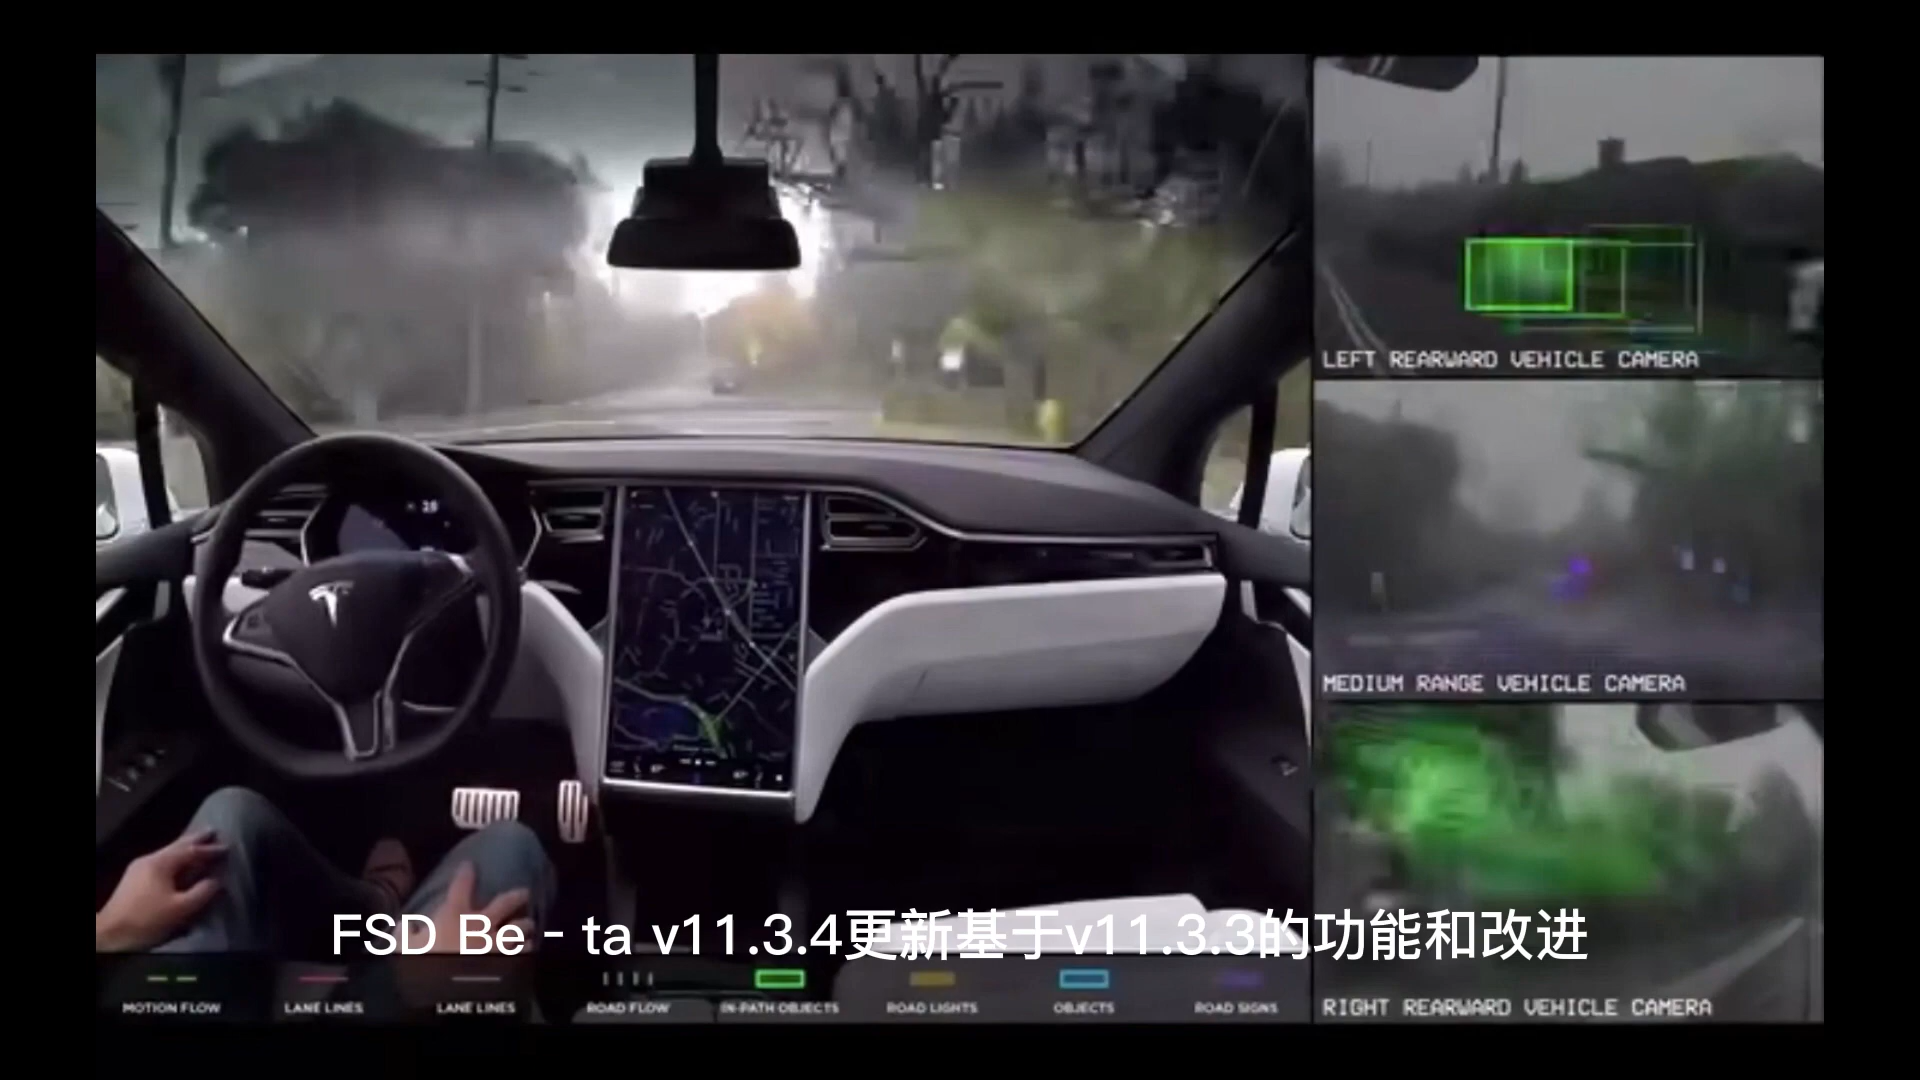 LEFT REARWARD VEHICLE CAMERA
MEDIUM RANGE VEHICLE CAMERA
FSD Be - ta v11.3.4更新基于v11.3.3的功能和改进
MOTION FLOW
LANE LINES
LANE LINES
ROAD FLOW
IN-PATH OBJECTS
ROAD LIGHTS
OBJECTS
ROAD SIGNS
RIGHT REARWARD VEHICLE CAMERA